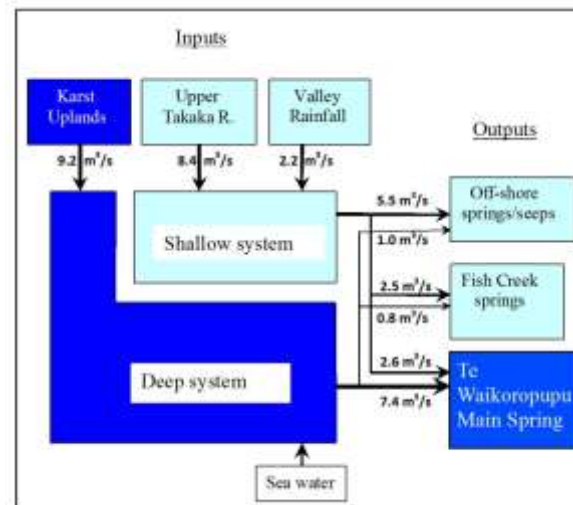 Inputs
Karst
Uplands
Upper
Takaka R.
Valley
Rainfall
Outputs
9.2 m³/s
8.4 m³/s
2.2 m³/s
5.5 m³/s
Off-shore
springs/seeps
1.0 m³/s
Shallow system
2.5 m³/s
Fish Creek
springs
0.8 m³/s
2.6 m³/s
Te
Waikoropupu
Main Spring
Deep system
7.4 m³/s
Sea water